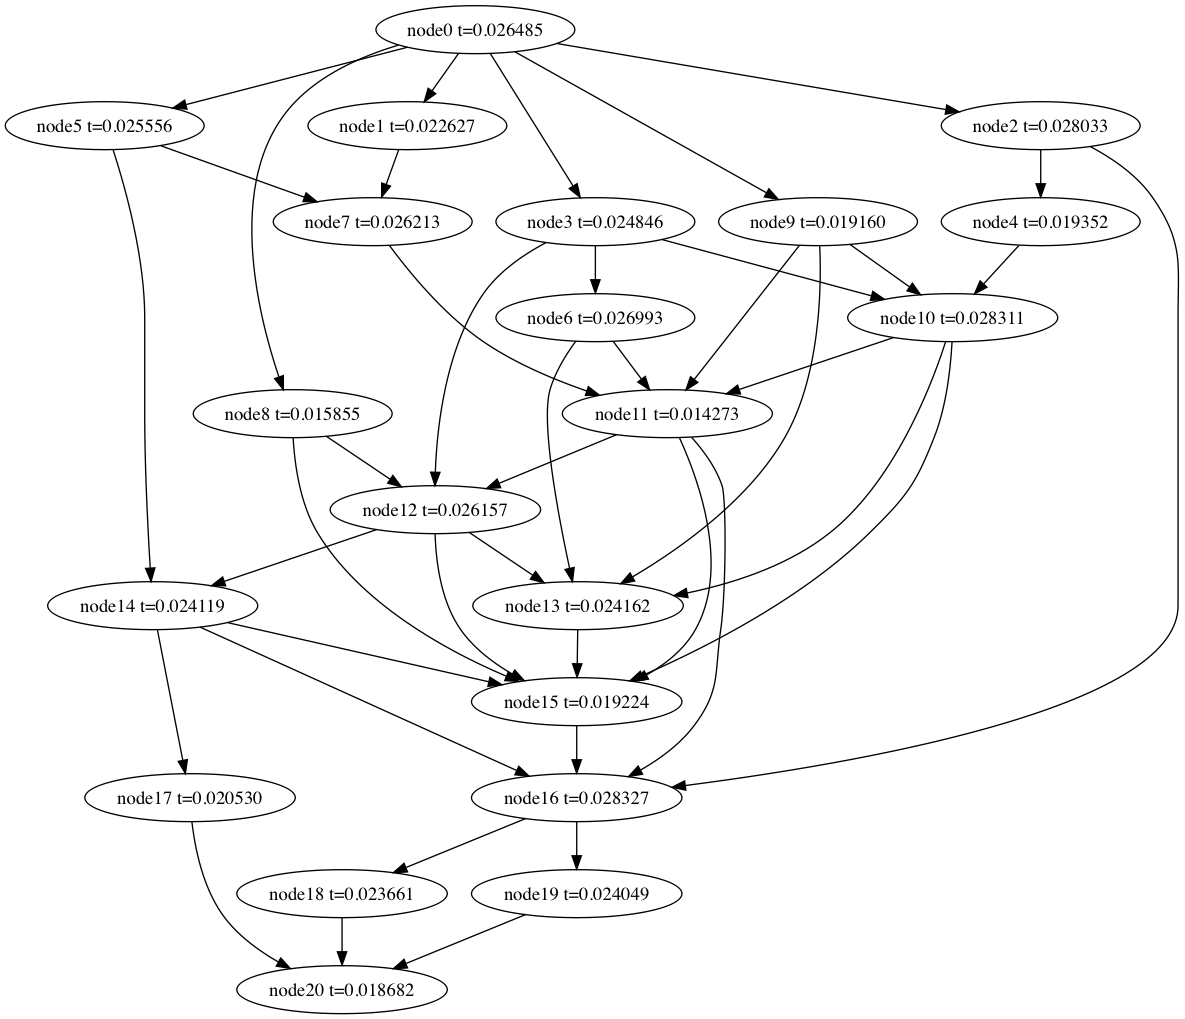 node0 t=0.026485
node5 t=0.025556
node1 t=0.022627
node2 t=0.028033
node7 t=0.026213
node3 t=0.024846
node9 t=0.019160
node4 t=0.019352
node6 t=0.026993
node10 t=0.028311
node8 t=0.015855
node11 t=0.014273
node12 t=0.026157
node14 t=0.024119
node13 t=0.024162
node15 t=0.019224
node17 t=0.020530
node16 t=0.028327
node18 t=0.023661
node19 t=0.024049
node20 t=0.018682